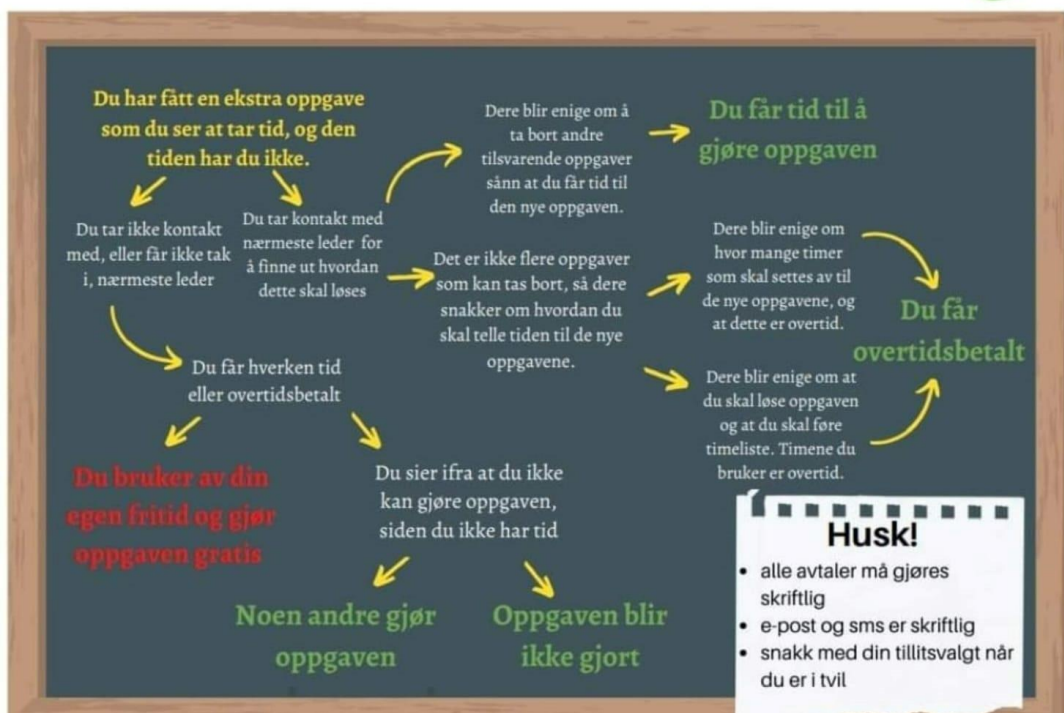 Du har fått en ekstra oppgave
som du ser at tar tid, og den
tiden har du ikke.
Du tar ikke kontakt
med, eller får ikke tak
i, nærmeste leder
Du tar kontakt med
nærmeste leder for
å finne ut hvordan
dette skal løses
Dere blir enige om å
ta bort andre
tilsvarende oppgaver
sånn at du får tid til
den nye oppgaven.
Du får tid til å
gjøre oppgaven
Det er ikke flere oppgaver
som kan tas bort, så dere
snakker om hvordan du
skal telle tiden til de nye
oppgavene.
Dere blir enige om
hvor mange timer
som skal settes av til
de nye oppgavene, og
at dette er overtid.
Du får
overtidsbetalt
Dere blir enige om at
du skal løse oppgaven
og at du skal føre
timeliste. Timene du
bruker er overtid.
Du får hverken tid
eller overtidsbetalt
Du bruker av din
egen fritid og gjør
oppgaven gratis
Du sier ifra at du ikke
kan gjøre oppgaven,
siden du ikke har tid
Noen andre gjør
oppgaven
Oppgaven blir
ikke gjort
Husk!
• alle avtaler må gjøres
skriftlig
• e-post og sms er skriftlig
• snakk med din tillitsvalgt når
du er i tvil